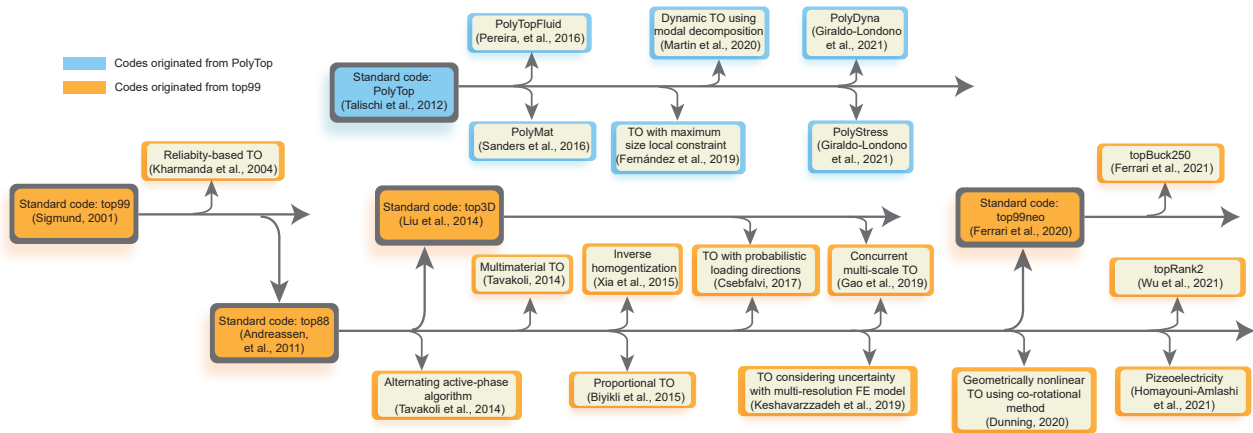 PolyTopFluid
(Pereira, et al., 2016)
Dynamic TO using
modal decomposition
(Martin et al., 2020)
PolyDyna
(Giraldo-Londono
et al., 2021)
Codes originated from PolyTop
Codes originated from top99
Standard code:
PolyTop
(Talischi et al., 2012)
PolyMat
(Sanders et al., 2016)
TO with maximum
size local constraint
(Fernández et al., 2019)
PolyStress
(Giraldo-Londono
et al., 2021)
Reliabity-based TO
(Kharmanda et al., 2004)
topBuck250
(Ferrari et al., 2021)
Standard code: top99
(Sigmund, 2001)
Standard code: top3D
(Liu et al., 2014)
Standard code:
top99neo
(Ferrari et al., 2020)
Multimaterial TO
(Tavakoli, 2014)
Inverse
homogentization
(Xia et al., 2015)
TO with probabilistic
loading directions
(Csebfalvi, 2017)
Concurrent
multi-scale TO
(Gao et al., 2019)
topRank2
(Wu et al., 2021)
Standard code: top88
(Andreassen,
et al., 2011)
Alternating active-phase
algorithm
(Tavakoli et al., 2014)
Proportional TO
(Biyikli et al., 2015)
TO considering uncertainty
with multi-resolution FE model
(Keshavarzzadeh et al., 2019)
Geometrically nonlinear
TO using co-rotational
method
(Dunning, 2020)
Pizeoelectricity
(Homayouni-Amlashi
et al., 2021)